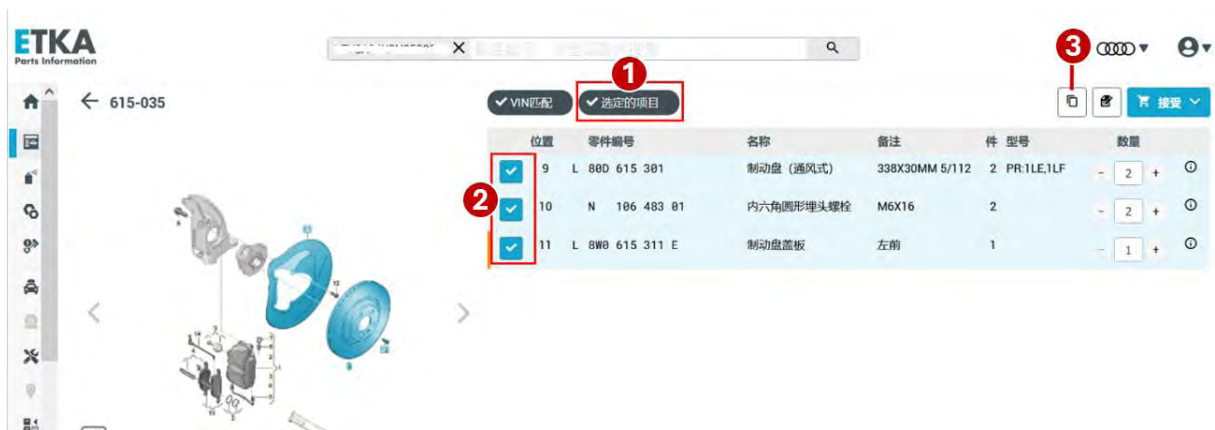 ETKA
Parts Information
X
1
3
← 615-035
VIN匹配
选定的项目
接受
位置 零件编号 名称 备注 件 型号 数量
2
9 L 80D 615 301 制动盘 (通风式) 338X30MM 5/112 2 PR:1LE,1LF - 2 +
10 N 106 483 01 内六角圆形埋头螺栓 M6X16 2 - 2 +
11 L 8W0 615 311 E 制动盘盖板 左前 1 - 1 +